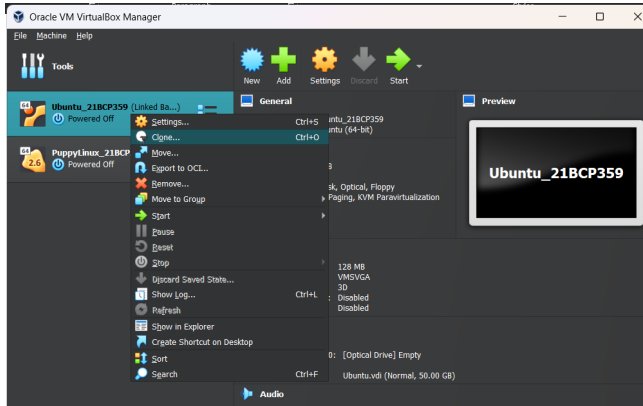 Oracle VM VirtualBox Manager
File Machine Help
Tools
New Add Settings Discard Start
64
Ubuntu_21BCP359 (Linked Ba...)
Powered Off
64
2.6
PuppyLinux_21BCP
Powered Off
Settings... Ctrl+S
Clone... Ctrl+O
Move...
Export to OCI...
Remove...
Move to Group
Start
Pause
Reset
Stop
Discard Saved State...
Show Log... Ctrl+L
Refresh
Show in Explorer
Create Shortcut on Desktop
Sort
Search Ctrl+F
General
untu_21BCP359
untu (64-bit)
sk, Optical, Floppy
Paging, KVM Paravirtualization
128 MB
VMSVGA
3D
Disabled
Disabled
[Optical Drive] Empty
Ubuntu.vdi (Normal, 50.00 GB)
Audio
Preview
Ubuntu_21BCP359